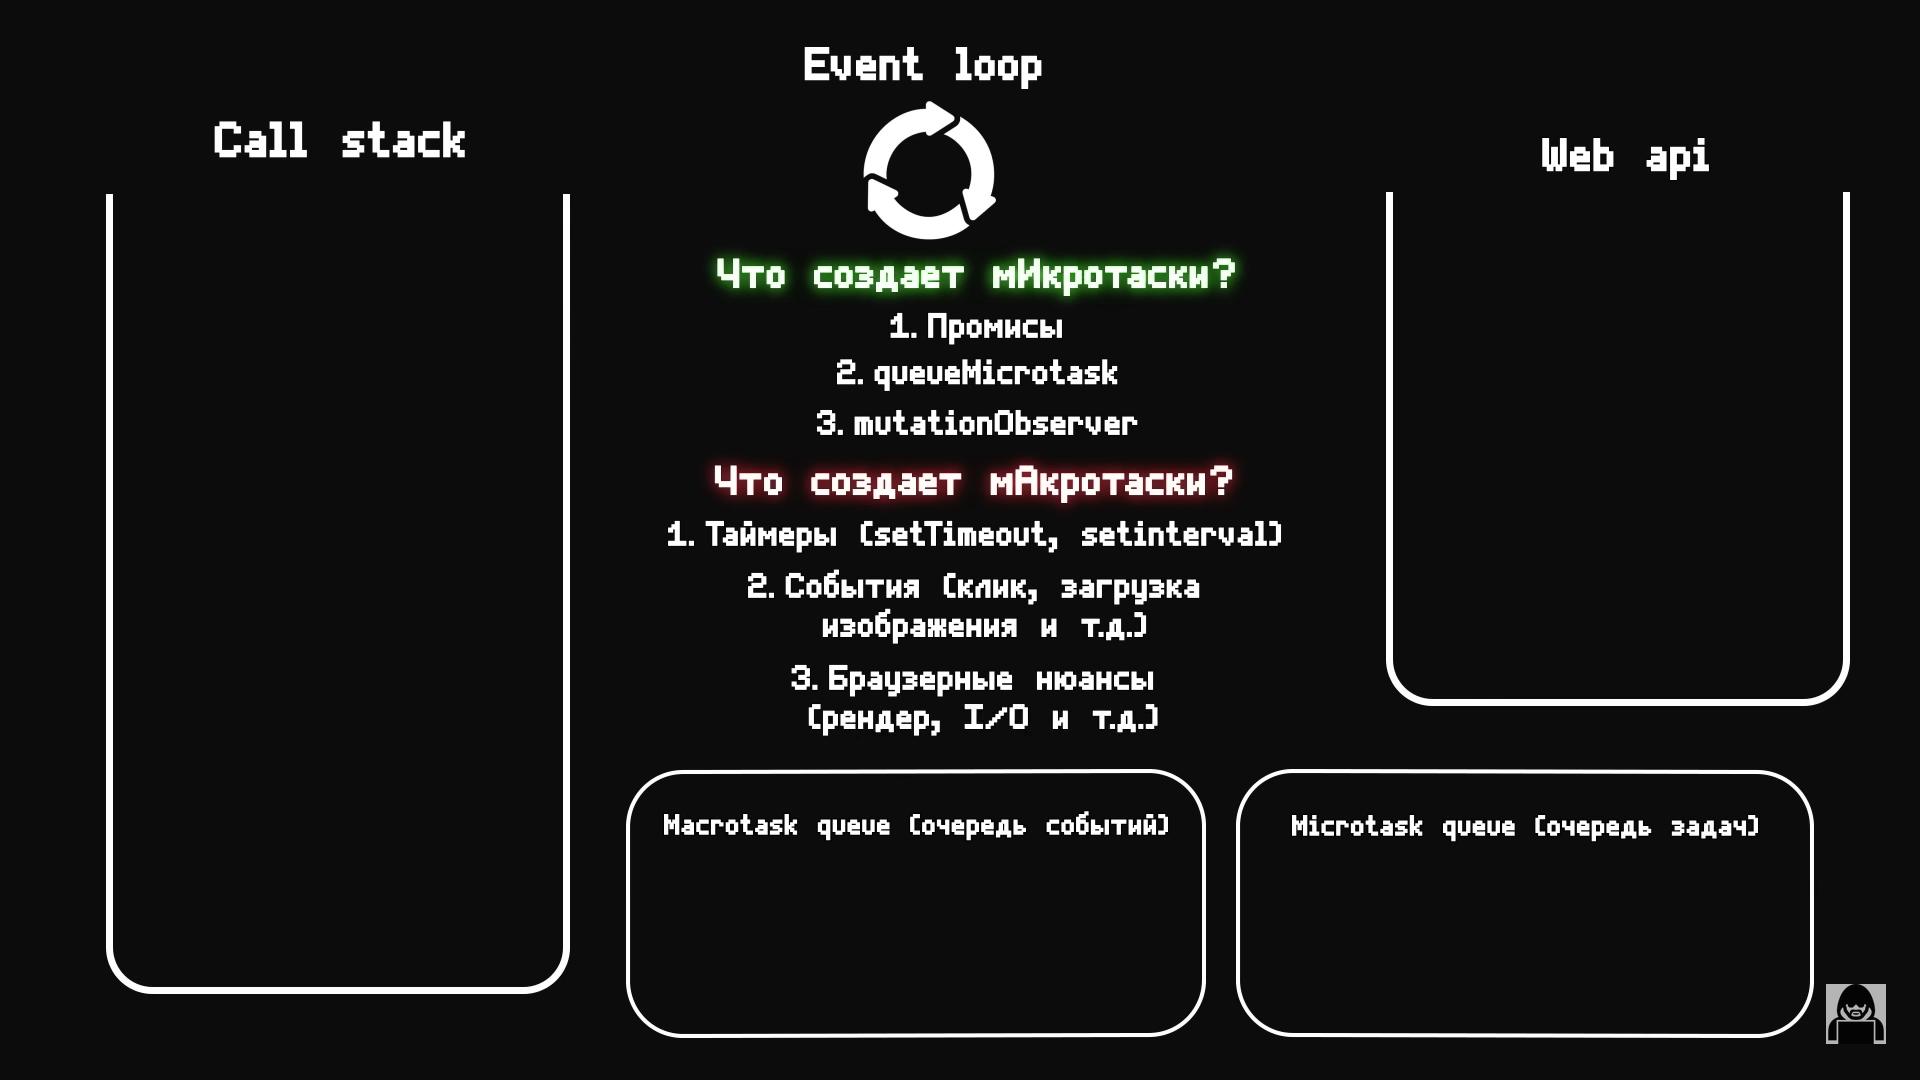 Event loop
Call stack
Web api
Что создает мИкротаски?
1. Промисы
2. queueMicrotask
3. mutationObserver
Что создает мАкротаски?
1. Таймеры (setTimeout, setinterval)
2. События (клик, загрузка
изображения и т.д.)
3. Браузерные нюансы
(рендер, I/O и т.д.)
Macrotask queue (очередь событий)
Microtask queue (очередь задач)